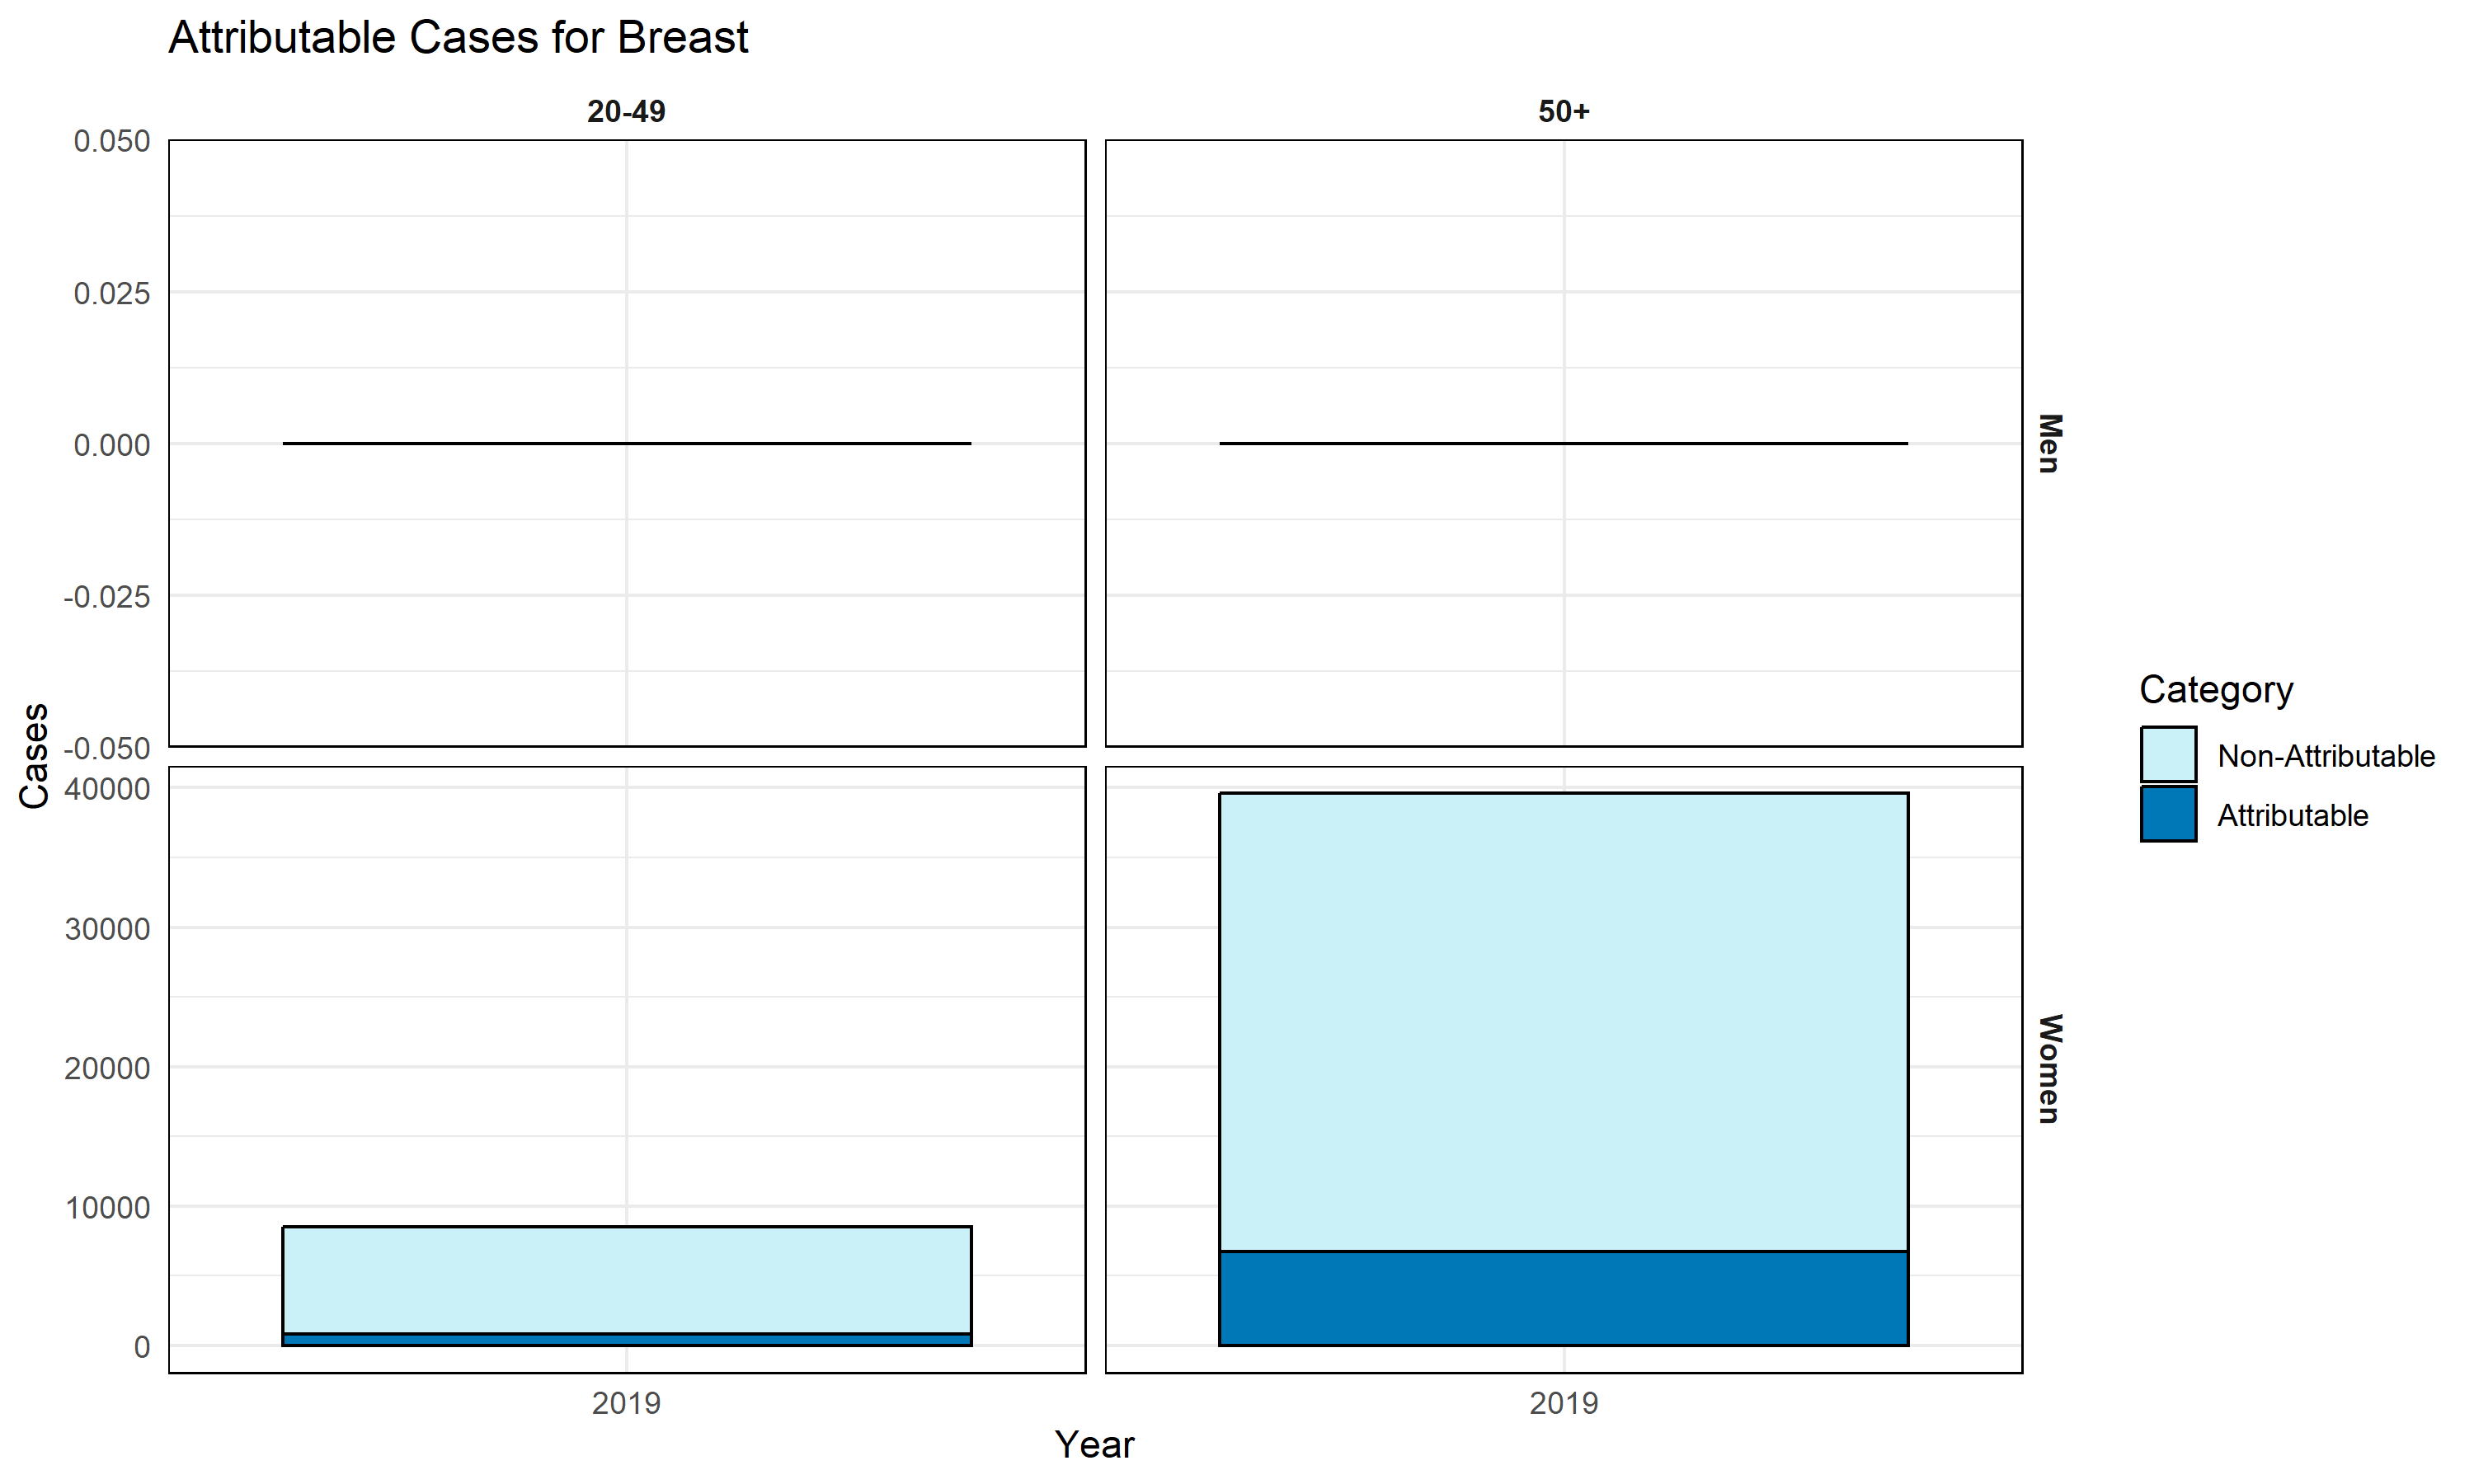 Attributable Cases for Breast
20-49
50+
0.050
0.025
0.000
-0.025
-0.050
Men
Cases
40000
30000
20000
10000
0
Women
2019
2019
Year
Category
Non-Attributable
Attributable